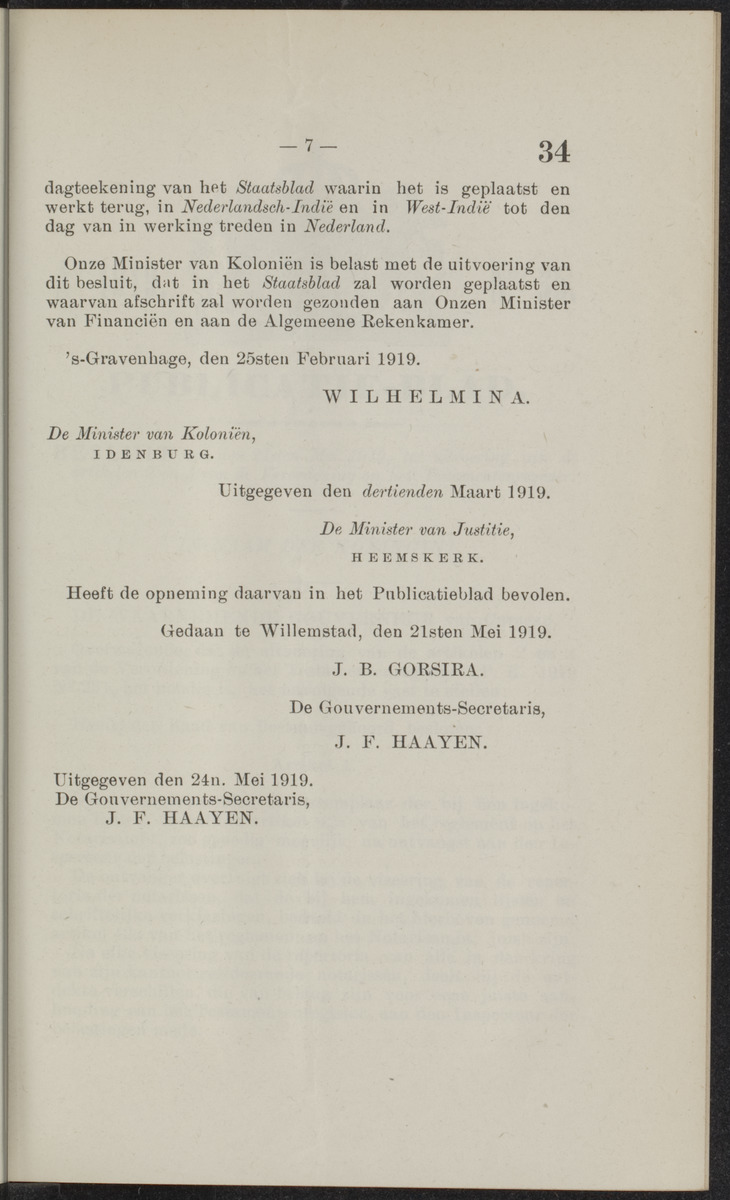 — 7 —
34
dagteekening van het Staatsblad waarin het is geplaatst en
werkt terug, in Nederlandsch-Indië en in West-Indië tot den
dag van in werking treden in Nederland.
Onze Minister van Koloniën is belast met de uitvoering van
dit besluit, dat in het Staatsblad zal worden geplaatst en
waarvan afschrift zal worden gezonden aan Onzen Minister
van Financiën en aan de Algemeene Rekenkamer.
's-Gravenhage, den 25sten Februari 1919.
WILHELMINA.
De Minister van Koloniën,
IDENBURG.
Uitgegeven den dertienden Maart 1919.
De Minister van Justitie,
HEEMSKERK.
Heeft de opneming daarvan in het Publicatieblad bevolen.
Gedaan te Willemstad, den 21sten Mei 1919.
J. B. GORSIRA.
De Gouvernements-Secretaris,
J. F. HAAYEN.
Uitgegeven den 24n. Mei 1919.
De Gouvernements-Secretaris,
J. F. HAAYEN.